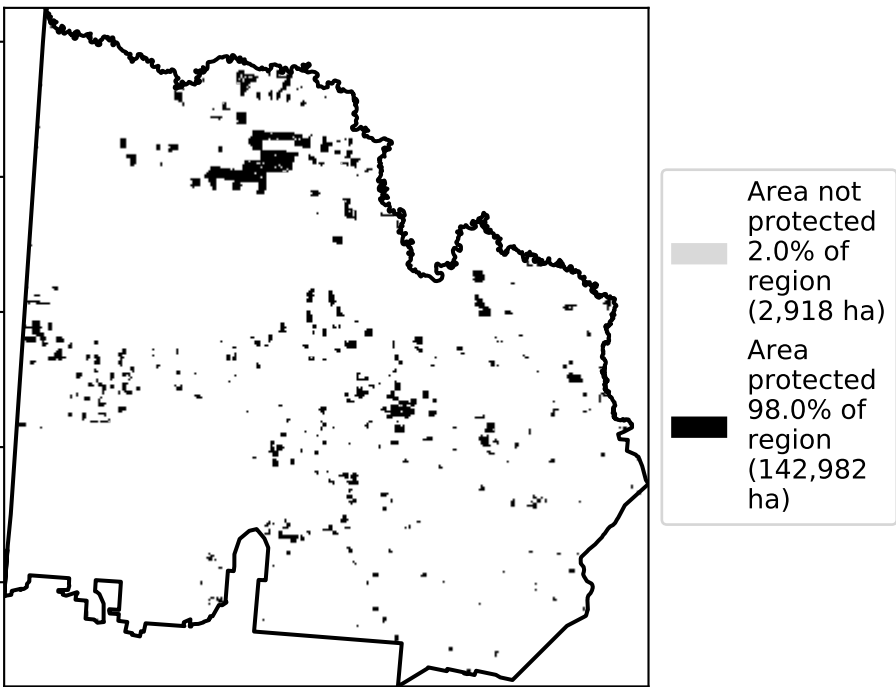 Area not
protected
2.0% of
region
(2,918 ha)
Area
protected
98.0% of
region
(142,982
ha)